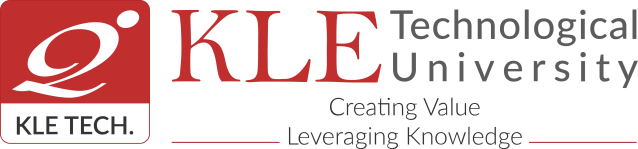 KLE TECH.
KLE Technological
University
Creating Value
Leveraging Knowledge